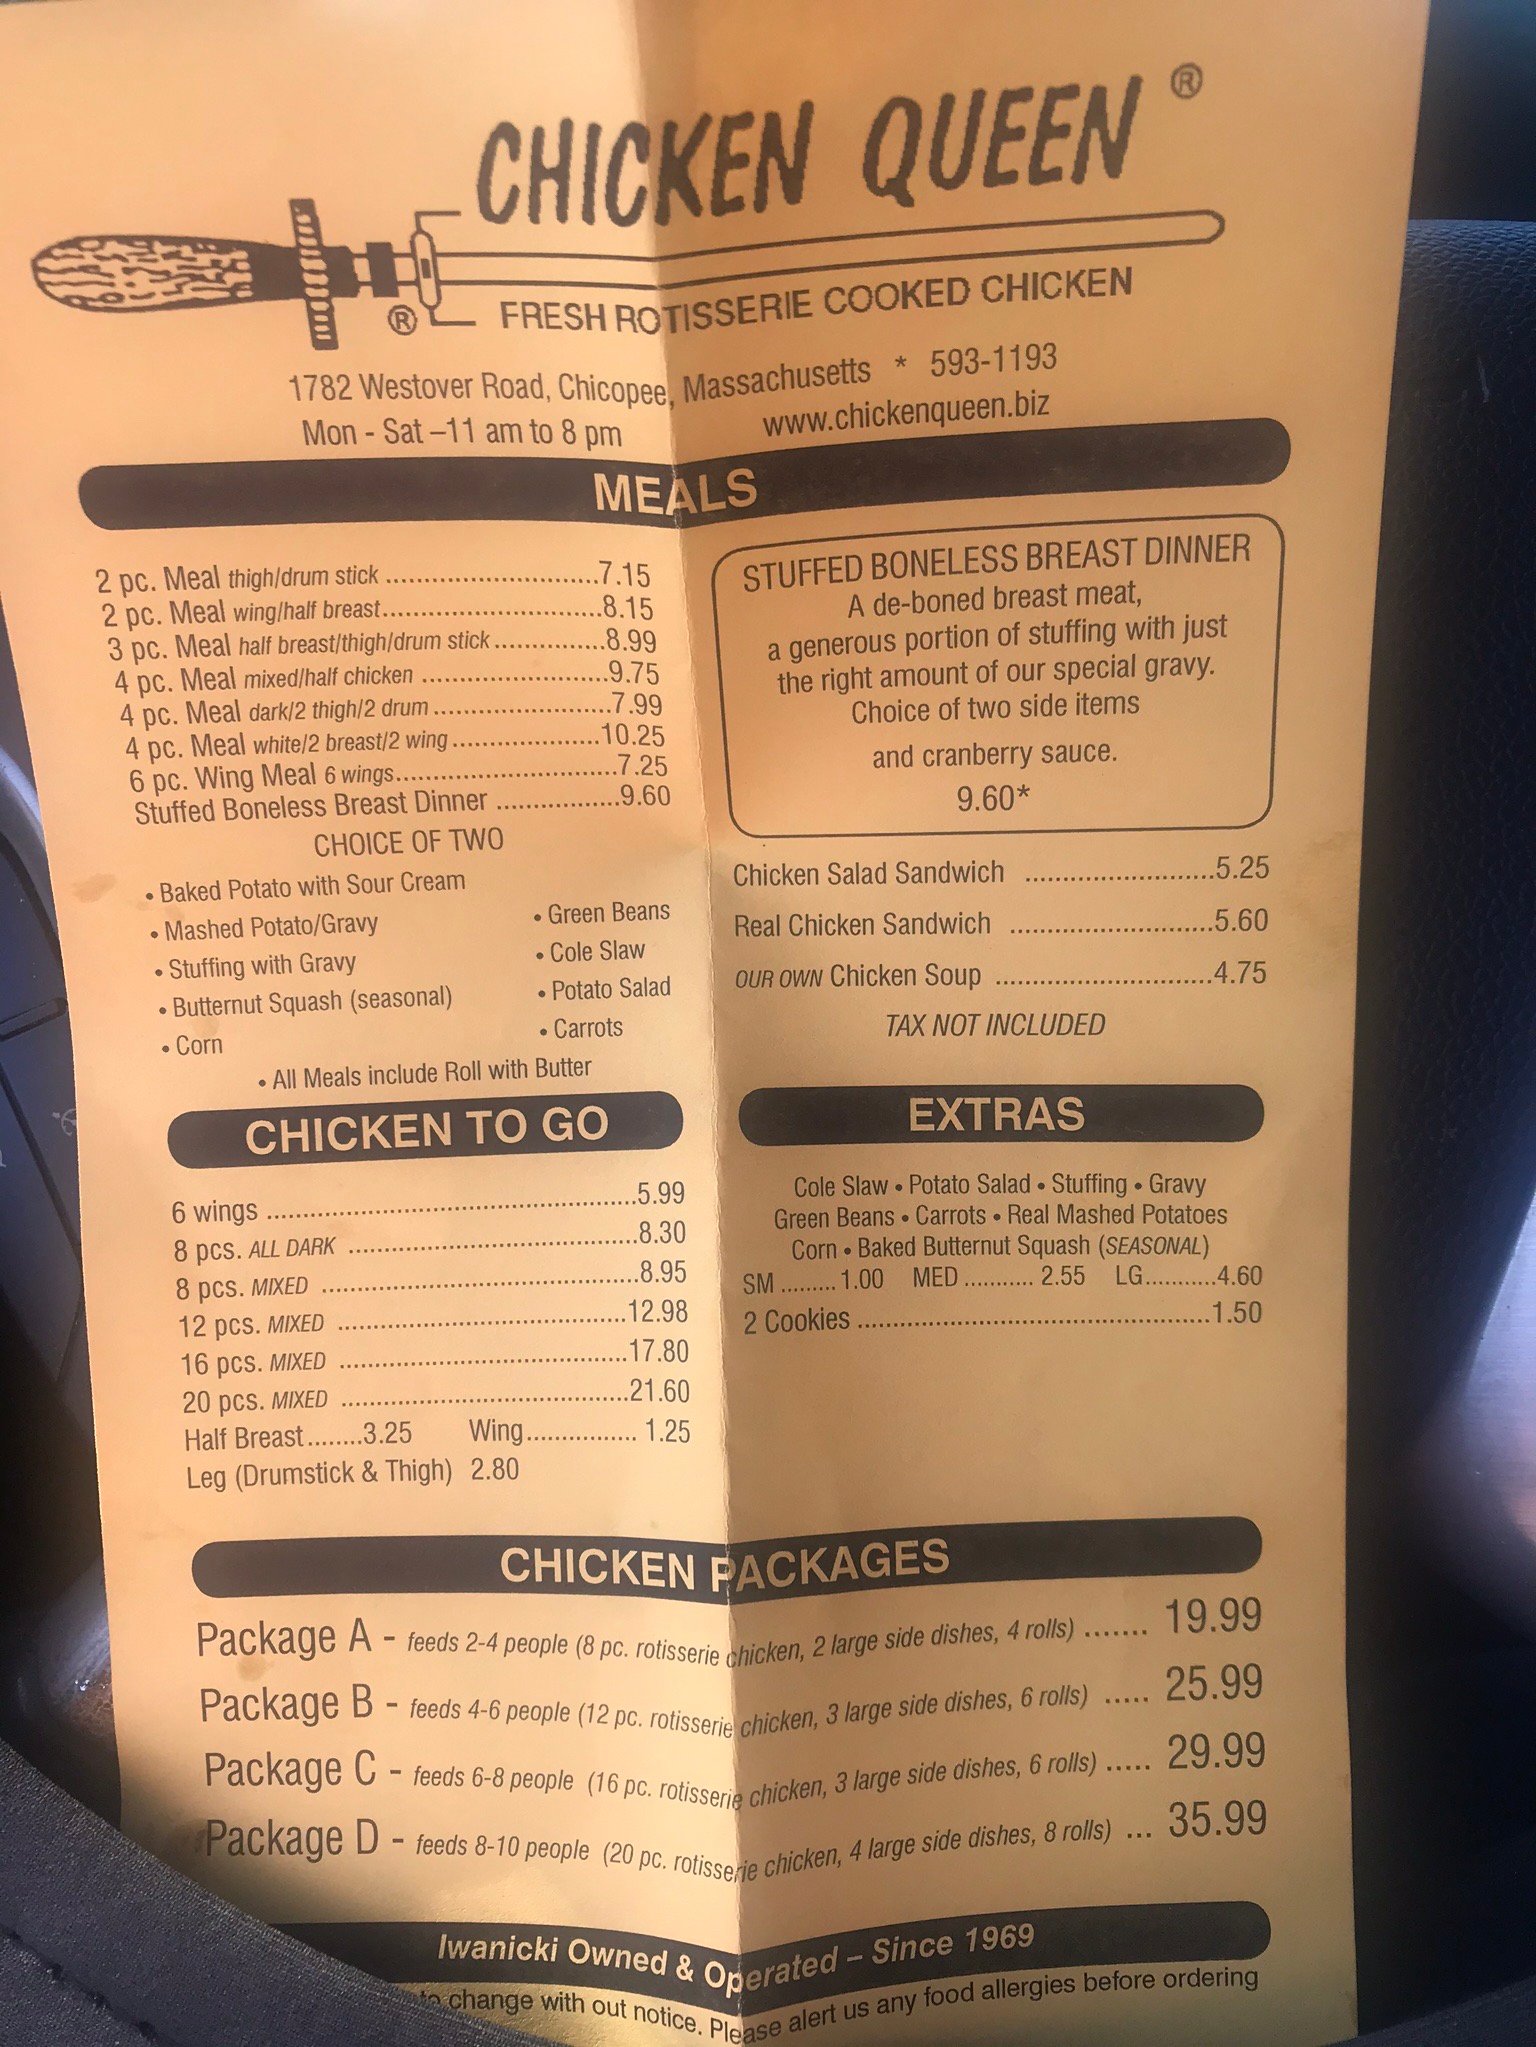 CHICKEN QUEEN ®
®
FRESH ROTISSERIE COOKED CHICKEN
1782 Westover Road, Chicopee, Massachusetts * 593-1193
Mon - Sat –11 am to 8 pm
www.chickenqueen.biz
MEALS
2 pc. Meal thigh/drum stick ............................7.15
2 pc. Meal wing/half breast.............................8.15
3 pc. Meal half breast/thigh/drum stick...............8.99
4 pc. Meal mixed/half chicken ........................9.75
4 pc. Meal dark/2 thigh/2 drum.......................7.99
4 pc. Meal white/2 breast/2 wing...................10.25
6 pc. Wing Meal 6 wings.............................7.25
Stuffed Boneless Breast Dinner ................9.60
CHOICE OF TWO
• Baked Potato with Sour Cream
• Mashed Potato/Gravy
• Stuffing with Gravy
• Butternut Squash (seasonal)
• Corn
• Green Beans
• Cole Slaw
• Potato Salad
• Carrots
• All Meals include Roll with Butter
STUFFED BONELESS BREAST DINNER
A de-boned breast meat,
a generous portion of stuffing with just
the right amount of our special gravy.
Choice of two side items
and cranberry sauce.
9.60*
Chicken Salad Sandwich .........................5.25
Real Chicken Sandwich ...........................5.60
OUR OWN Chicken Soup ............................4.75
TAX NOT INCLUDED
CHICKEN TO GO
6 wings .................................................5.99
8 pcs. ALL DARK ......................................8.30
8 pcs. MIXED ..........................................8.95
12 pcs. MIXED ......................................12.98
16 pcs. MIXED ......................................17.80
20 pcs. MIXED ......................................21.60
Half Breast........3.25 Wing................ 1.25
Leg (Drumstick & Thigh) 2.80
EXTRAS
Cole Slaw • Potato Salad • Stuffing • Gravy
Green Beans • Carrots • Real Mashed Potatoes
Corn • Baked Butternut Squash (SEASONAL)
SM .........1.00 MED ........... 2.55 LG...........4.60
2 Cookies ................................................1.50
CHICKEN PACKAGES
Package A - feeds 2-4 people (8 pc. rotisserie chicken, 2 large side dishes, 4 rolls) ....... 19.99
Package B - feeds 4-6 people (12 pc. rotisserie chicken, 3 large side dishes, 6 rolls) ..... 25.99
Package C - feeds 6-8 people (16 pc. rotisserie chicken, 3 large side dishes, 6 rolls) ..... 29.99
Package D - feeds 8-10 people (20 pc. rotisserie chicken, 4 large side dishes, 8 rolls) ... 35.99
Iwanicki Owned & Operated – Since 1969
to change with out notice. Please alert us any food allergies before ordering